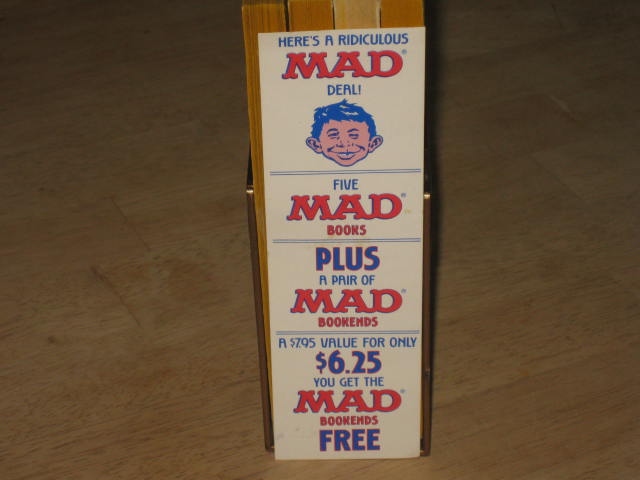 HERE'S A RIDICULOUS
MAD®
DEAL!
FIVE
MAD®
BOOKS
PLUS
A PAIR OF
MAD®
BOOKENDS
A $7.95 VALUE FOR ONLY
$6.25
YOU GET THE
MAD®
BOOKENDS
FREE